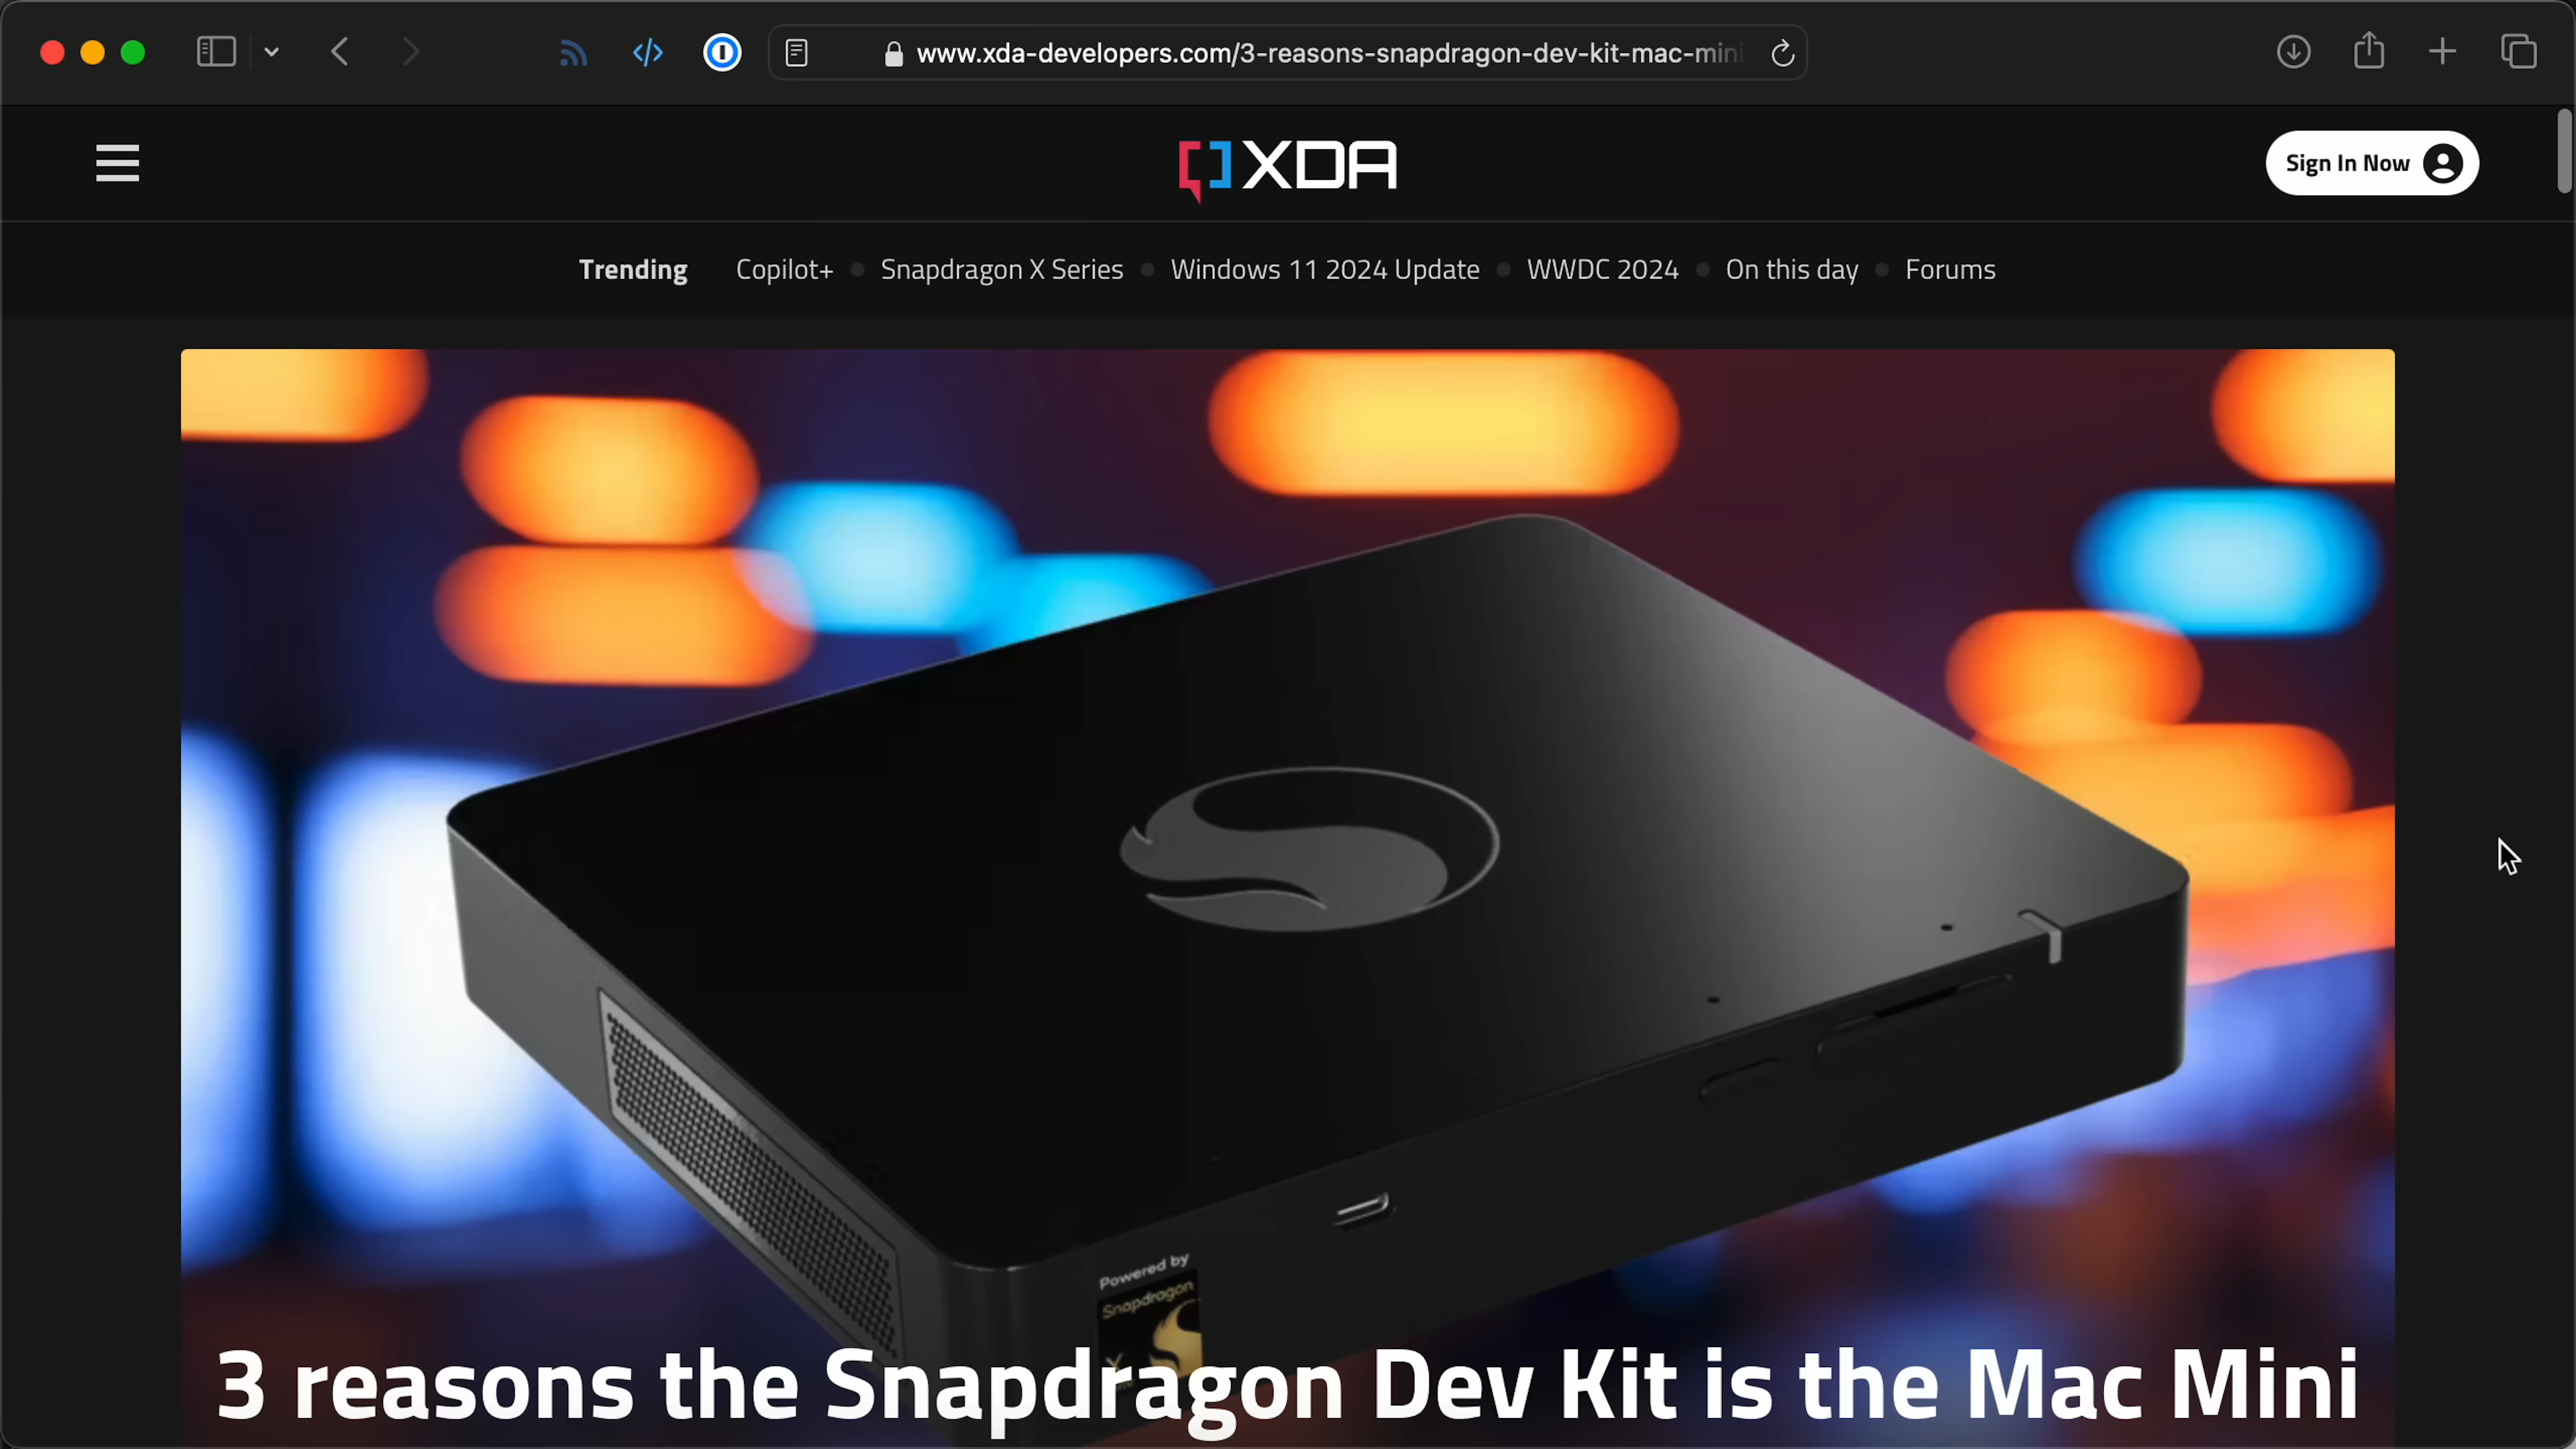 www.xda-developers.com/3-reasons-snapdragon-dev-kit-mac-mini
XDA
Sign In Now
Trending Copilot+ Snapdragon X Series Windows 11 2024 Update WWDC 2024 On this day Forums
Powered by
Snapdragon
X
3 reasons the Snapdragon Dev Kit is the Mac Mini